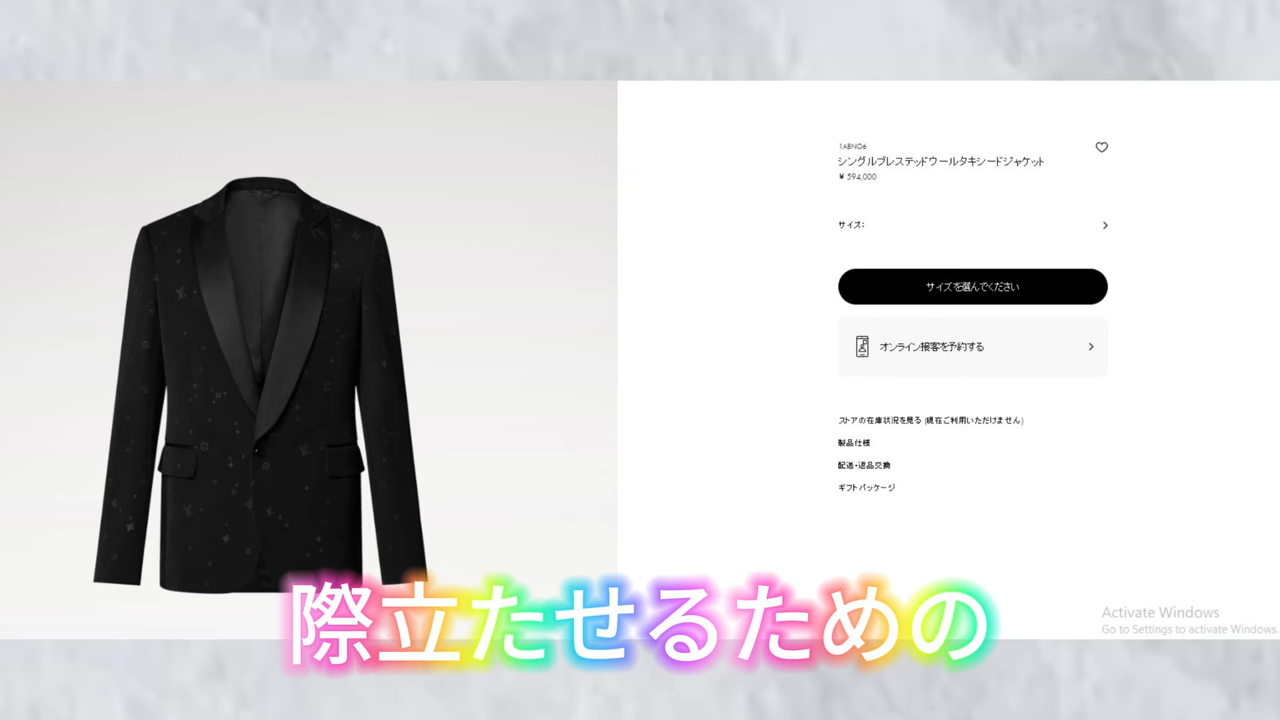 1ABNO6
シングルブレステッドウールタキシードジャケット
¥ 594,000
サイズ:
サイズを選んでください
オンライン接客を予約する
ストアの在庫状況を見る (現在ご利用いただけません)
製品仕様
配送・返品交換
ギフトパッケージ
際立たせるための
Activate Windows
Go to Settings to activate Windows.